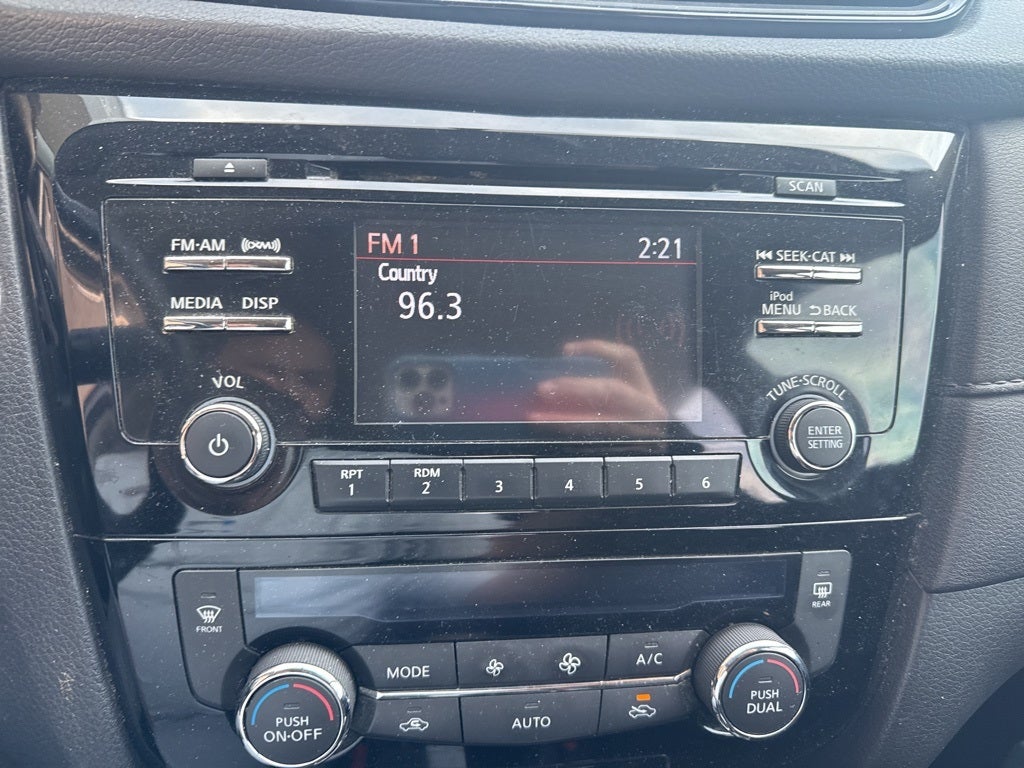 SCAN
FM·AM ((XM))
FM 1 2:21
⏮ SEEK·CAT ⏭
Country
96.3
MEDIA DISP
iPod
MENU ⮌BACK
VOL
TUNE·SCROLL
ENTER
SETTING
RPT RDM
1 2 3 4 5 6
FRONT
REAR
MODE
A/C
PUSH
ON·OFF
AUTO
PUSH
DUAL